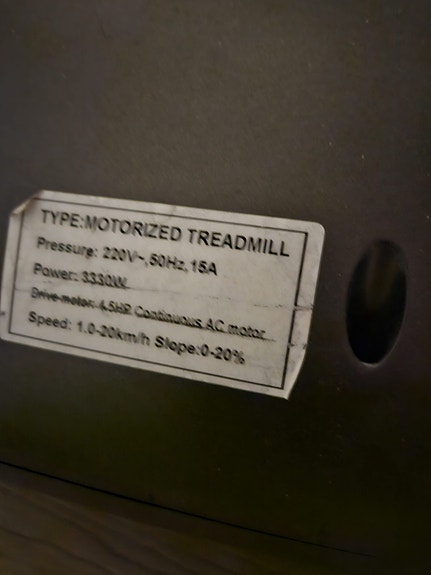 TYPE:MOTORIZED TREADMILL
Pressure: 220V~,50Hz,15A
Power: 3330W
Drive motor: 4.5HP Continuous AC motor
Speed: 1.0-20km/h Slope:0-20%